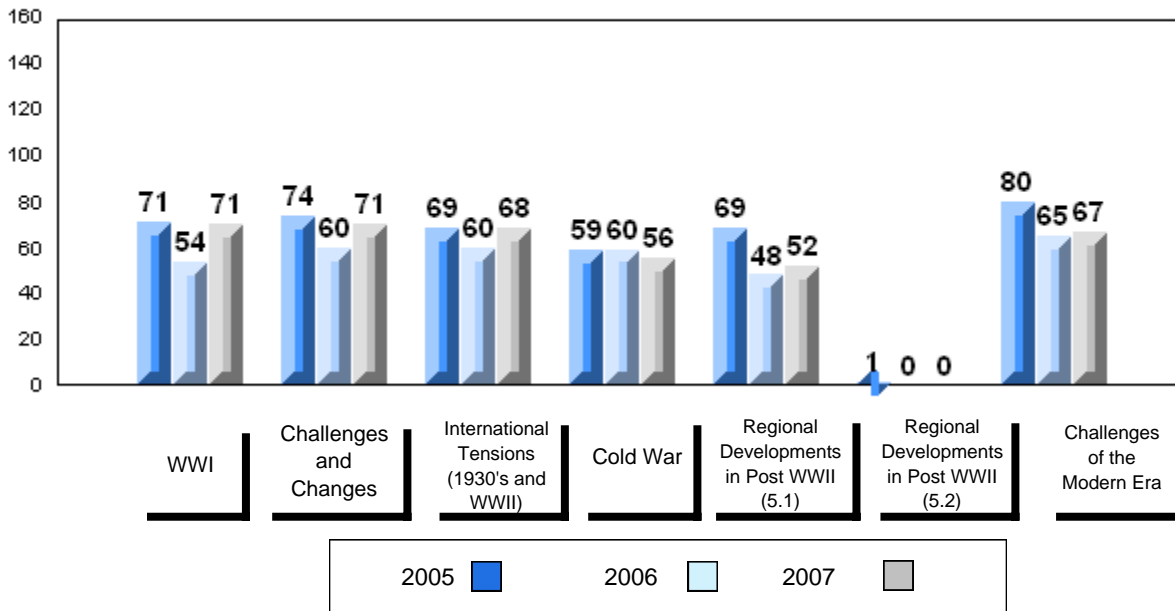 160
140
120
100
80
60
40
20
0
71 54 71
74 60 71
69 60 68
59 60 56
69 48 52
1 0 0
80 65 67
WWI
Challenges
and
Changes
International
Tensions
(1930's and
WWII)
Cold War
Regional
Developments
in Post WWII
(5.1)
Regional
Developments
in Post WWII
(5.2)
Challenges
of the
Modern Era
2005 2006 2007